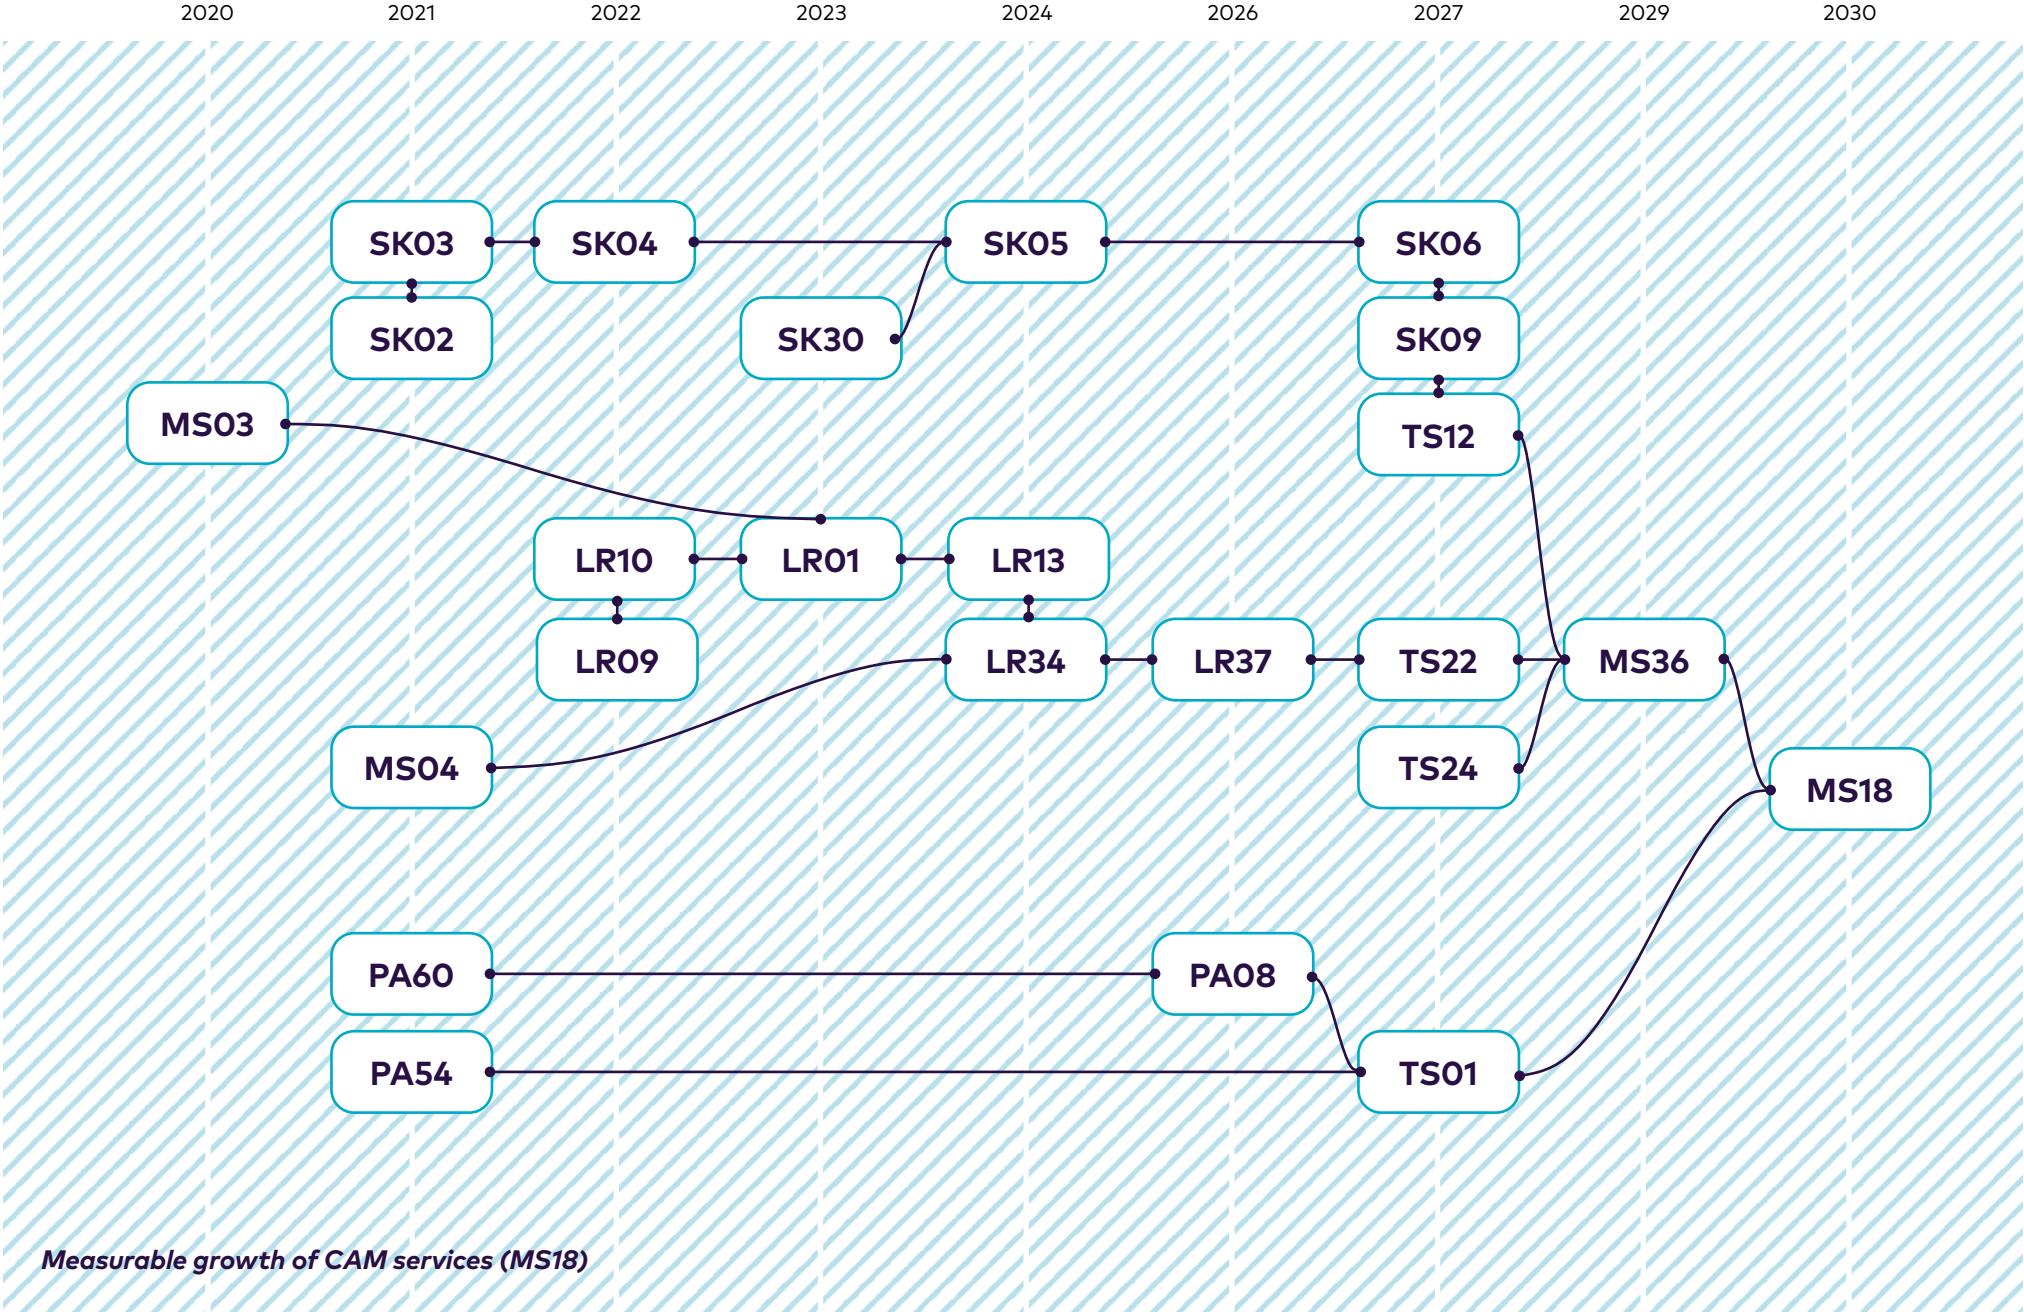 2020 2021 2022 2023 2024 2026 2027 2029 2030
SK03 SK04 SK05 SK06
SK02 SK30 SK09
MS03 TS12
LR10 LR01 LR13
LR09 LR34 LR37 TS22 MS36
MS04 TS24
MS18
PA60 PA08
PA54 TS01
Measurable growth of CAM services (MS18)